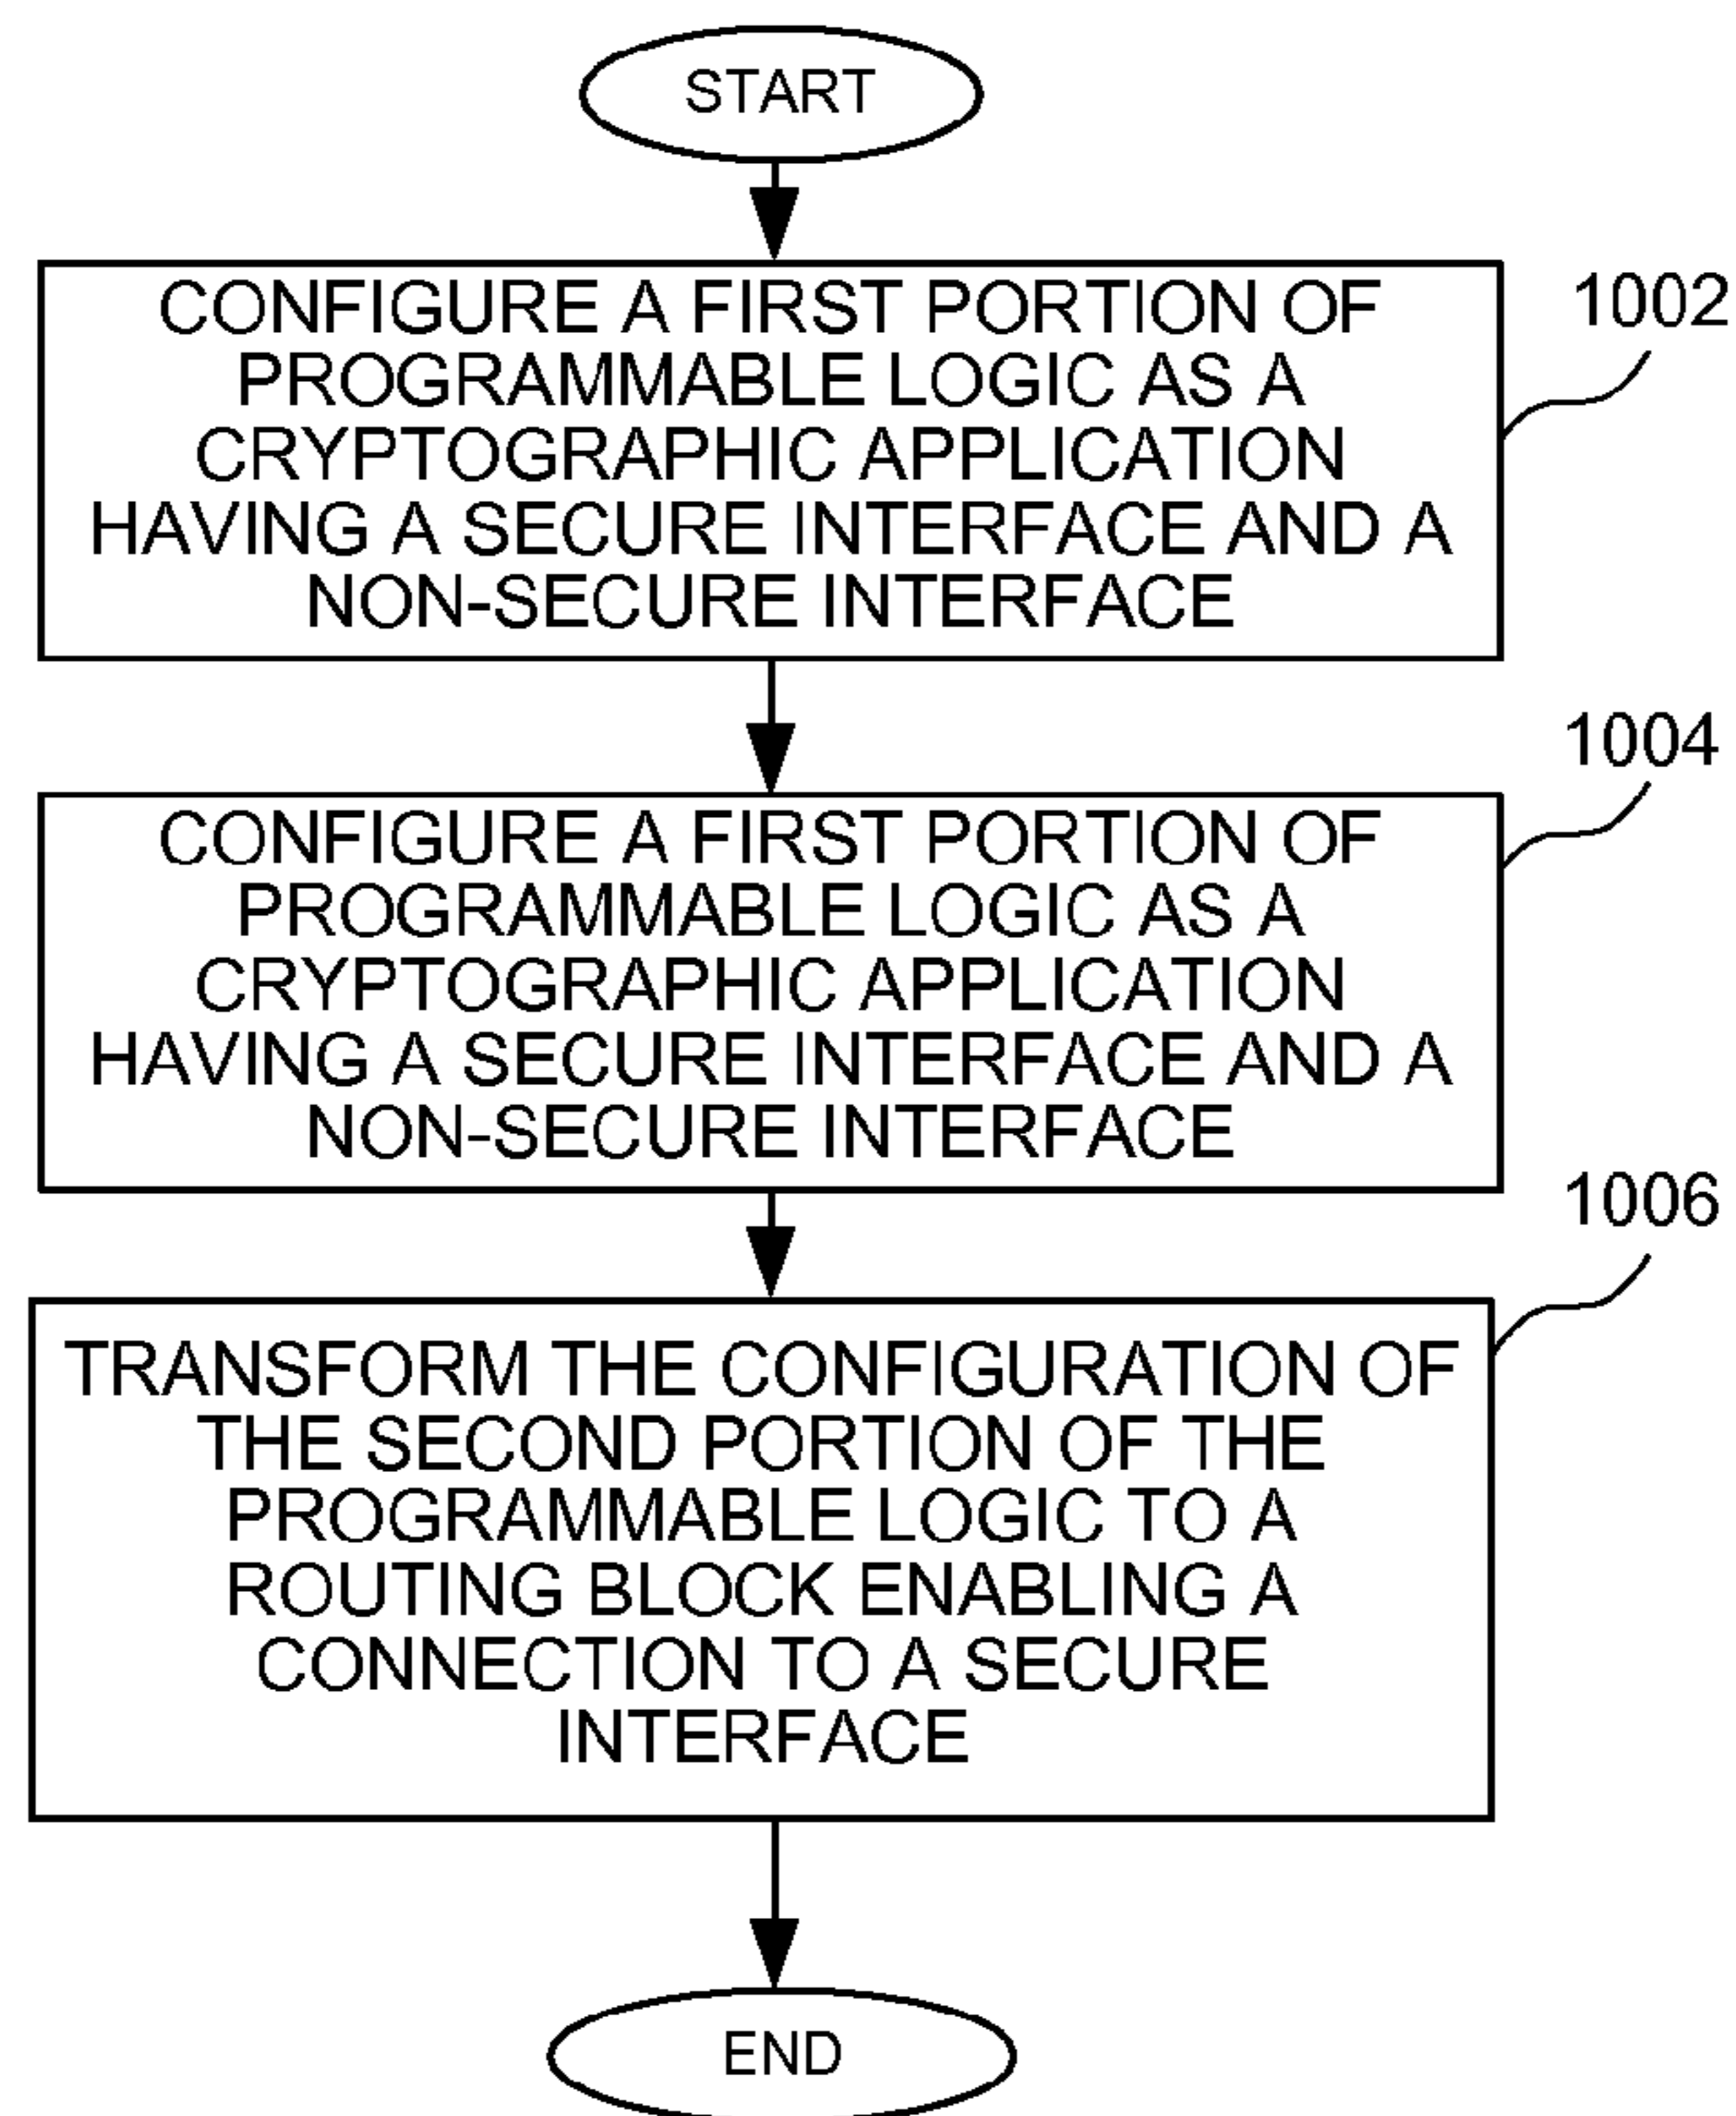 START
CONFIGURE A FIRST PORTION OF
PROGRAMMABLE LOGIC AS A
CRYPTOGRAPHIC APPLICATION
HAVING A SECURE INTERFACE AND A
NON-SECURE INTERFACE
1002
CONFIGURE A FIRST PORTION OF
PROGRAMMABLE LOGIC AS A
CRYPTOGRAPHIC APPLICATION
HAVING A SECURE INTERFACE AND A
NON-SECURE INTERFACE
1004
TRANSFORM THE CONFIGURATION OF
THE SECOND PORTION OF THE
PROGRAMMABLE LOGIC TO A
ROUTING BLOCK ENABLING A
CONNECTION TO A SECURE
INTERFACE
1006
END